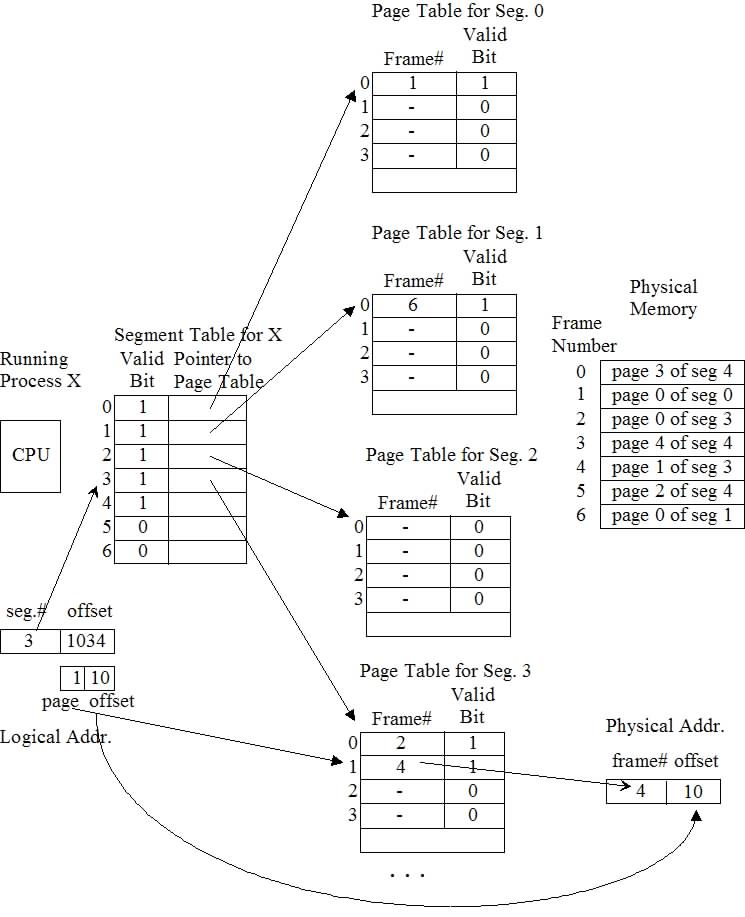 Page Table for Seg. 0
Valid
Frame# Bit
0 1 1
1 - 0
2 - 0
3 - 0
Page Table for Seg. 1
Valid
Frame# Bit
0 6 1
1 - 0
2 - 0
3 - 0
Physical
Memory
Frame
Number
0 page 3 of seg 4
1 page 0 of seg 0
2 page 0 of seg 3
3 page 4 of seg 4
4 page 1 of seg 3
5 page 2 of seg 4
6 page 0 of seg 1
Running
Process X
CPU
Segment Table for X
Valid Pointer to
Bit Page Table
0 1
1 1
2 1
3 1
4 1
5 0
6 0
Page Table for Seg. 2
Valid
Frame# Bit
0 - 0
1 - 0
2 - 0
3 - 0
seg.# offset
3 1034
1 10
page offset
Logical Addr.
Page Table for Seg. 3
Valid
Frame# Bit
0 2 1
1 4 1
2 - 0
3 - 0
. . .
Physical Addr.
frame# offset
4 10